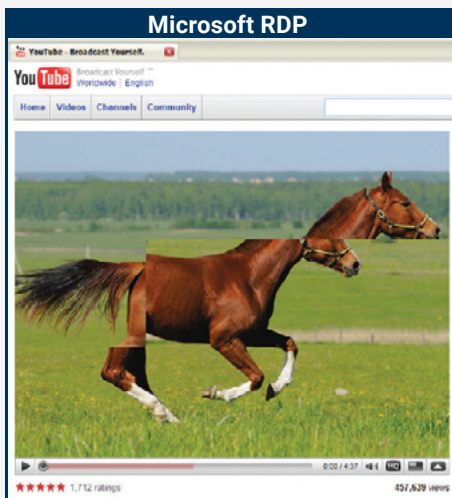 Microsoft RDP
YouTube - Broadcast Yourself.
YouTube Broadcast Yourself ™
Worldwide | English
Home Videos Channels Community
0:00 / 4:37 HQ
1,712 ratings 457,639 views